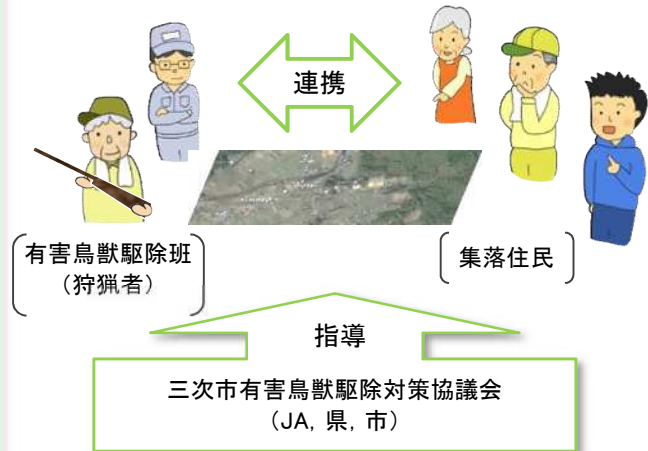 連携
有害鳥獣駆除班
（狩猟者）
集落住民
指導
三次市有害鳥獣駆除対策協議会
（JA, 県, 市）